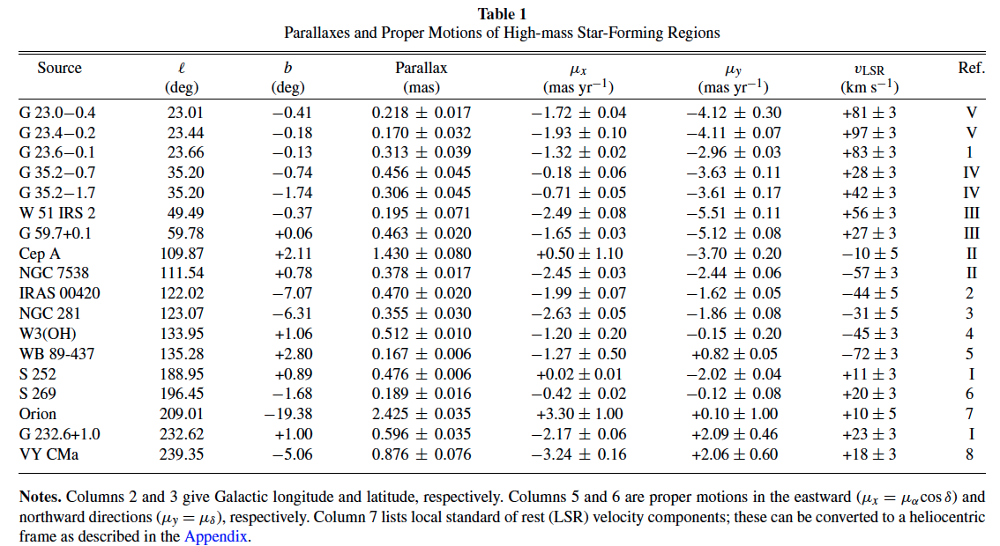 Table 1
Parallaxes and Proper Motions of High-mass Star-Forming Regions
Source ℓ b Parallax μx μy υLSR Ref.
(deg) (deg) (mas) (mas yr−1) (mas yr−1) (km s−1)
G 23.0−0.4 23.01 −0.41 0.218 ± 0.017 −1.72 ± 0.04 −4.12 ± 0.30 +81 ± 3 V
G 23.4−0.2 23.44 −0.18 0.170 ± 0.032 −1.93 ± 0.10 −4.11 ± 0.07 +97 ± 3 V
G 23.6−0.1 23.66 −0.13 0.313 ± 0.039 −1.32 ± 0.02 −2.96 ± 0.03 +83 ± 3 1
G 35.2−0.7 35.20 −0.74 0.456 ± 0.045 −0.18 ± 0.06 −3.63 ± 0.11 +28 ± 3 IV
G 35.2−1.7 35.20 −1.74 0.306 ± 0.045 −0.71 ± 0.05 −3.61 ± 0.17 +42 ± 3 IV
W 51 IRS 2 49.49 −0.37 0.195 ± 0.071 −2.49 ± 0.08 −5.51 ± 0.11 +56 ± 3 III
G 59.7+0.1 59.78 +0.06 0.463 ± 0.020 −1.65 ± 0.03 −5.12 ± 0.08 +27 ± 3 III
Cep A 109.87 +2.11 1.430 ± 0.080 +0.50 ± 1.10 −3.70 ± 0.20 −10 ± 5 II
NGC 7538 111.54 +0.78 0.378 ± 0.017 −2.45 ± 0.03 −2.44 ± 0.06 −57 ± 3 II
IRAS 00420 122.02 −7.07 0.470 ± 0.020 −1.99 ± 0.07 −1.62 ± 0.05 −44 ± 5 2
NGC 281 123.07 −6.31 0.355 ± 0.030 −2.63 ± 0.05 −1.86 ± 0.08 −31 ± 5 3
W3(OH) 133.95 +1.06 0.512 ± 0.010 −1.20 ± 0.20 −0.15 ± 0.20 −45 ± 3 4
WB 89-437 135.28 +2.80 0.167 ± 0.006 −1.27 ± 0.50 +0.82 ± 0.05 −72 ± 3 5
S 252 188.95 +0.89 0.476 ± 0.006 +0.02 ± 0.01 −2.02 ± 0.04 +11 ± 3 I
S 269 196.45 −1.68 0.189 ± 0.016 −0.42 ± 0.02 −0.12 ± 0.08 +20 ± 3 6
Orion 209.01 −19.38 2.425 ± 0.035 +3.30 ± 1.00 +0.10 ± 1.00 +10 ± 5 7
G 232.6+1.0 232.62 +1.00 0.596 ± 0.035 −2.17 ± 0.06 +2.09 ± 0.46 +23 ± 3 I
VY CMa 239.35 −5.06 0.876 ± 0.076 −3.24 ± 0.16 +2.06 ± 0.60 +18 ± 3 8
Notes. Columns 2 and 3 give Galactic longitude and latitude, respectively. Columns 5 and 6 are proper motions in the eastward (μx = μα cos δ) and
northward directions (μy = μδ), respectively. Column 7 lists local standard of rest (LSR) velocity components; these can be converted to a heliocentric
frame as described in the Appendix.